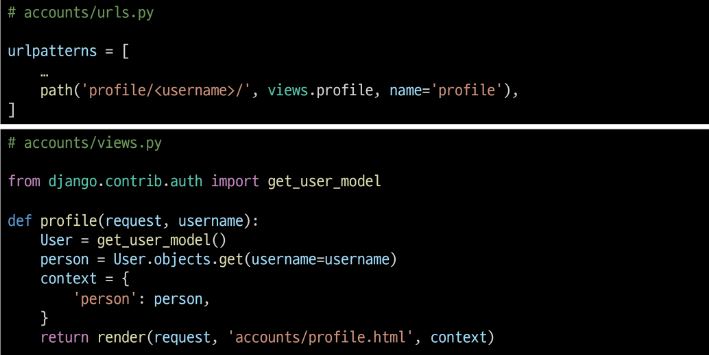 # accounts/urls.py
urlpatterns = [
…
path('profile/<username>/', views.profile, name='profile'),
]
# accounts/views.py
from django.contrib.auth import get_user_model
def profile(request, username):
User = get_user_model()
person = User.objects.get(username=username)
context = {
'person': person,
}
return render(request, 'accounts/profile.html', context)